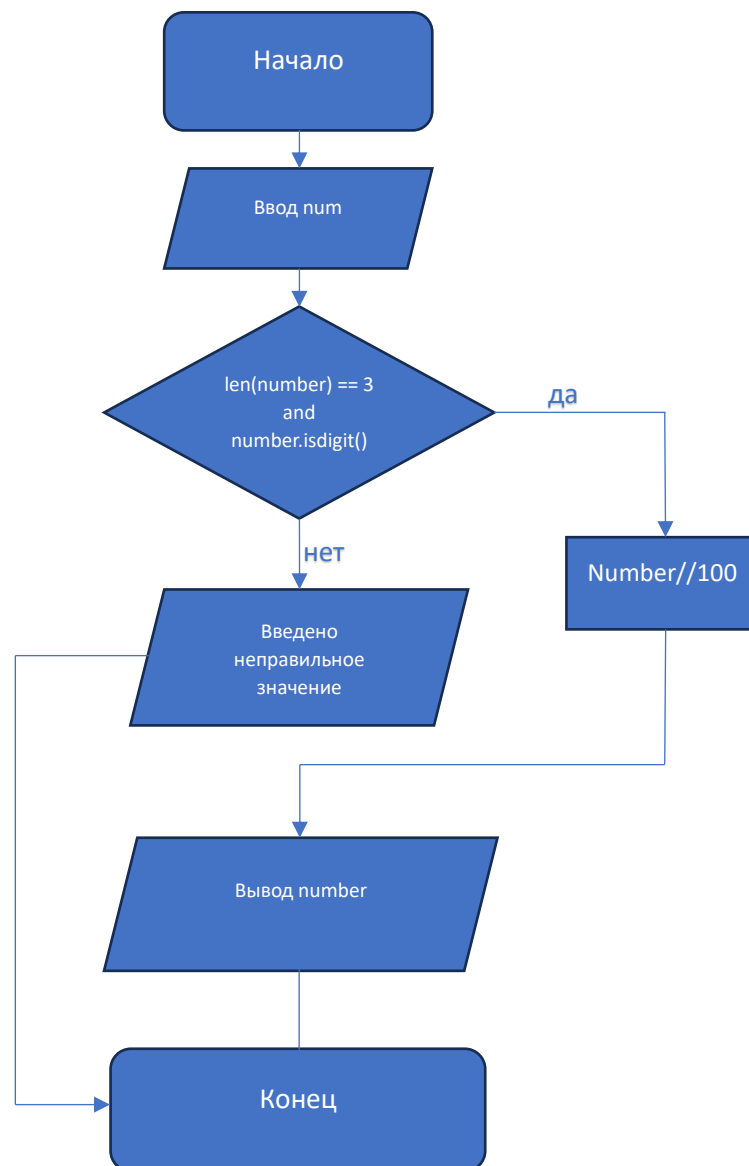 Начало
Ввод num
len(number) == 3
and
number.isdigit()
да
нет
Number//100
Введено
неправильное
значение
Вывод number
Конец